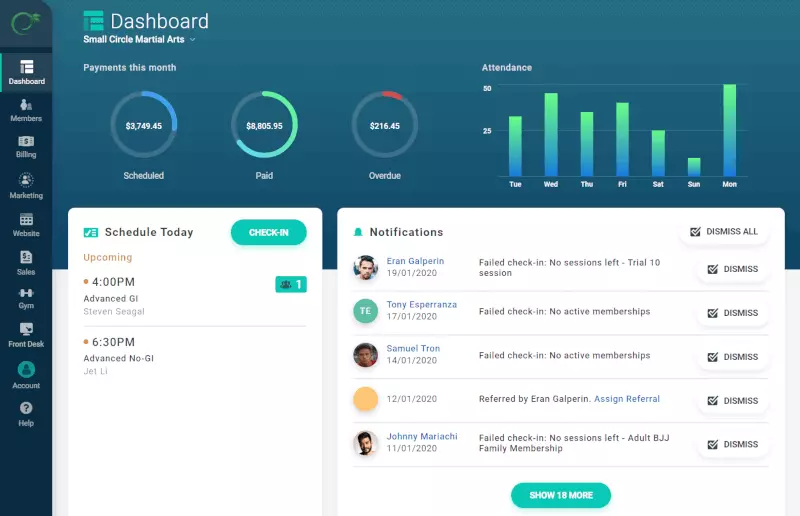 Dashboard
Small Circle Martial Arts
Dashboard
Members
Billing
Marketing
Website
Sales
Gym
Front Desk
Account
Help
Payments this month
$3,749.45
Scheduled
$8,805.95
Paid
$216.45
Overdue
Attendance
50
25
Tue Wed Thu Fri Sat Sun Mon
Schedule Today
CHECK-IN
Upcoming
4:00PM
1
Advanced GI
Steven Seagal
6:30PM
Advanced No-GI
Jet Li
Notifications
DISMISS ALL
Eran Galperin
19/01/2020
Failed check-in: No sessions left - Trial 10
session
DISMISS
TE
Tony Esperranza
17/01/2020
Failed check-in: No active memberships
DISMISS
Samuel Tron
14/01/2020
Failed check-in: No active memberships
DISMISS
12/01/2020
Referred by Eran Galperin. Assign Referral
DISMISS
Johnny Mariachi
11/01/2020
Failed check-in: No sessions left - Adult BJJ
Family Membership
DISMISS
SHOW 18 MORE